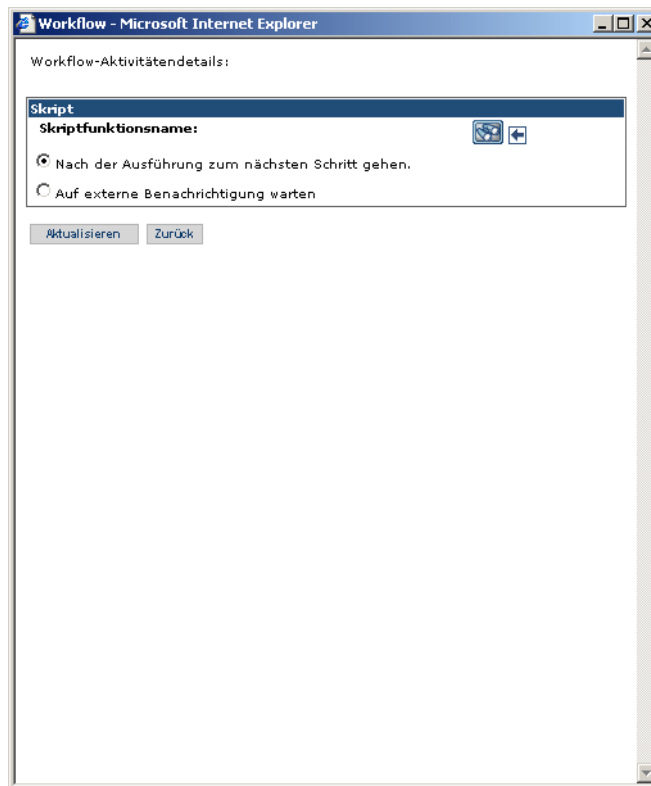 Workflow - Microsoft Internet Explorer
Workflow-Aktivitätendetails:
Skript
Skriptfunktionsname:
Nach der Ausführung zum nächsten Schritt gehen.
Auf externe Benachrichtigung warten
Aktualisieren Zurück